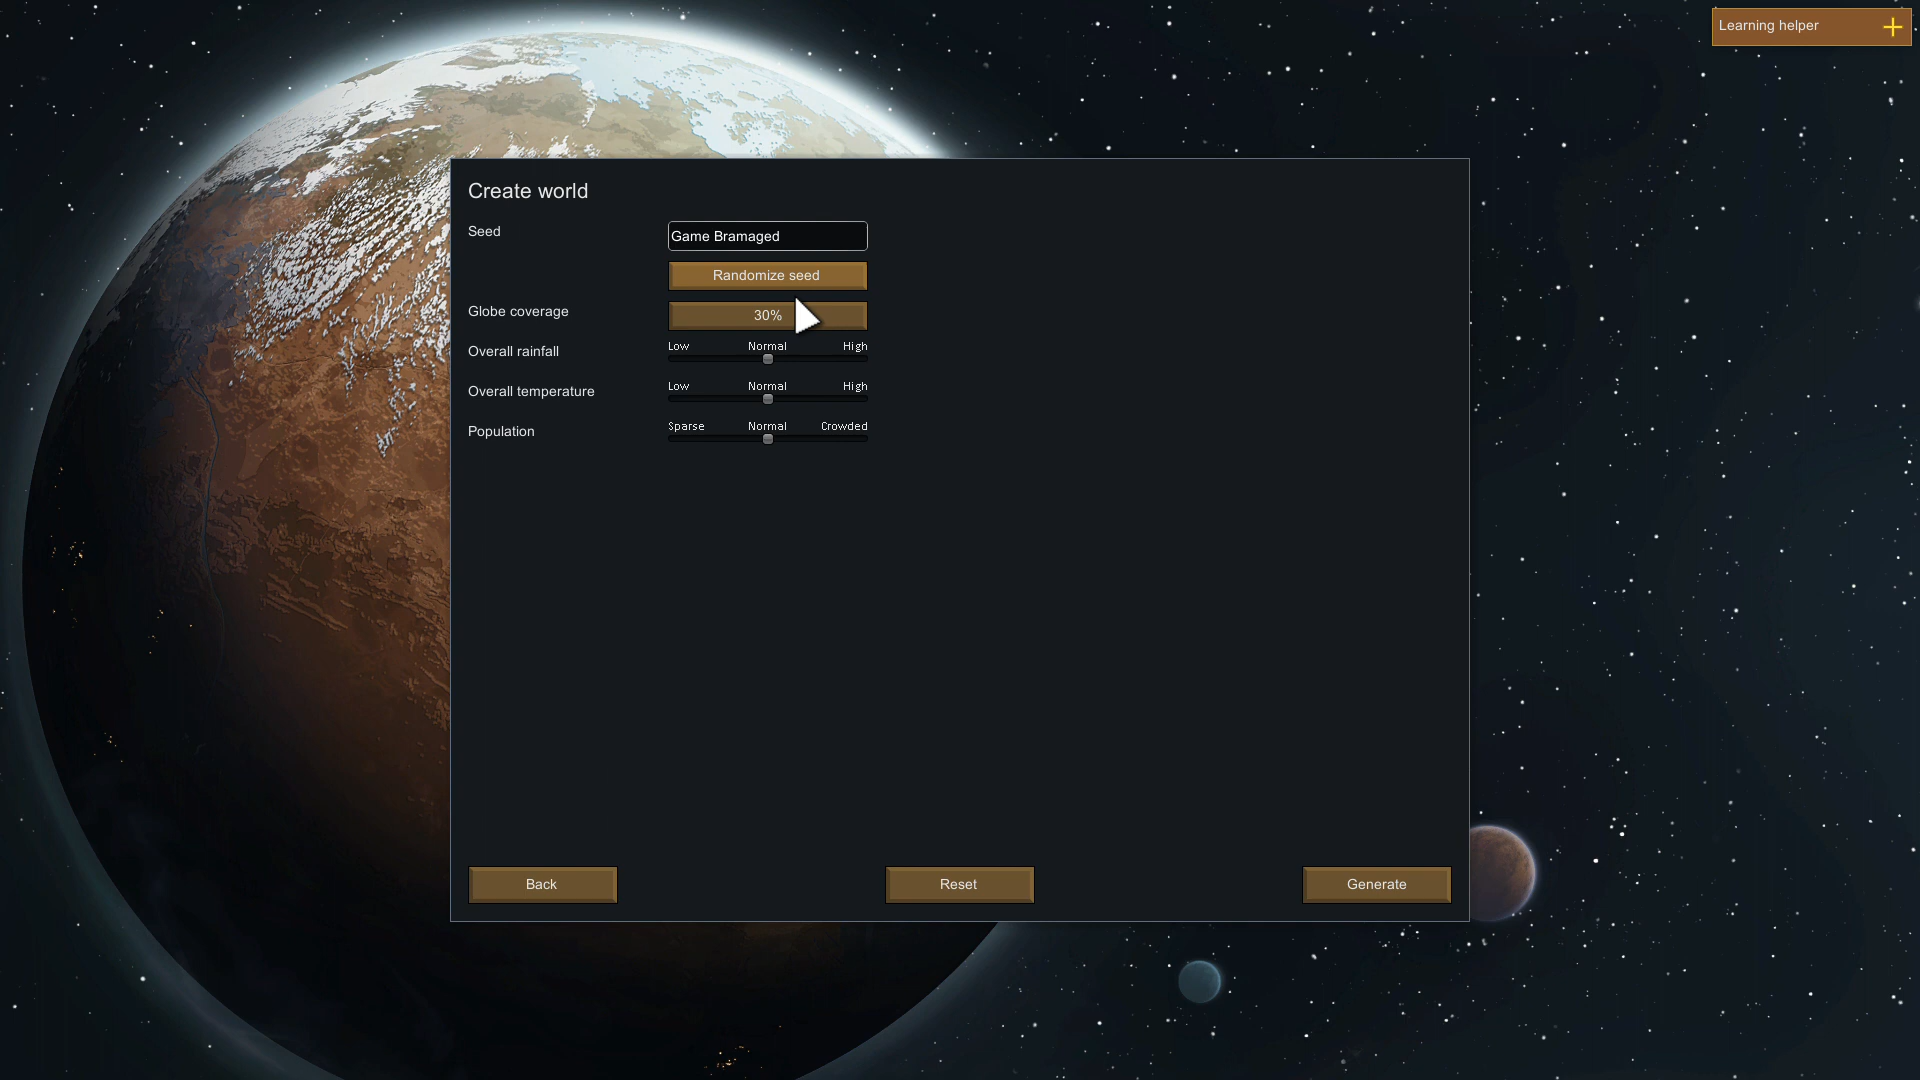 Learning helper
Create world
Seed
Game Bramaged
Randomize seed
Globe coverage
30%
Overall rainfall
Low Normal High
Overall temperature
Low Normal High
Population
Sparse Normal Crowded
Back
Reset
Generate